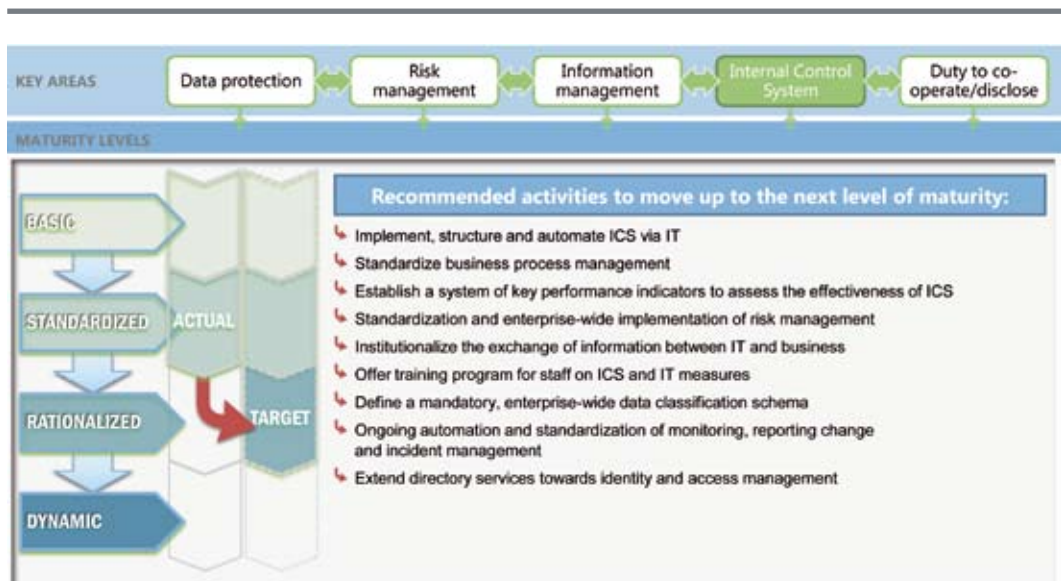 KEY AREAS
Data protection
Risk
management
Information
management
Internal Control
System
Duty to co-
operate/disclose
MATURITY LEVELS
BASIC
STANDARDIZED
RATIONALIZED
DYNAMIC
ACTUAL
TARGET
Recommended activities to move up to the next level of maturity:
Implement, structure and automate ICS via IT
Standardize business process management
Establish a system of key performance indicators to assess the effectiveness of ICS
Standardization and enterprise-wide implementation of risk management
Institutionalize the exchange of information between IT and business
Offer training program for staff on ICS and IT measures
Define a mandatory, enterprise-wide data classification schema
Ongoing automation and standardization of monitoring, reporting change
and incident management
Extend directory services towards identity and access management